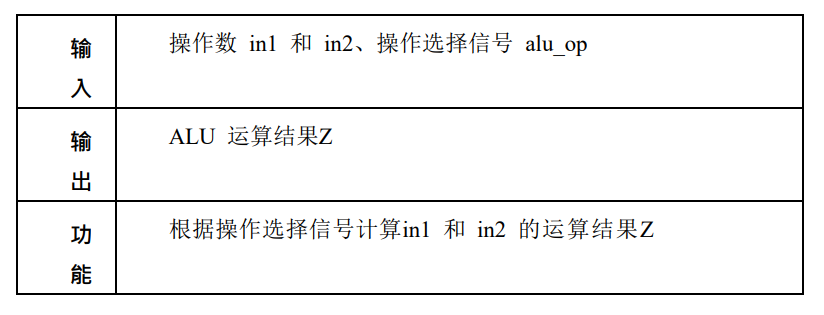 输
入
操作数 in1 和 in2、操作选择信号 alu_op
输
出
ALU 运算结果Z
功
能
根据操作选择信号计算in1 和 in2 的运算结果Z